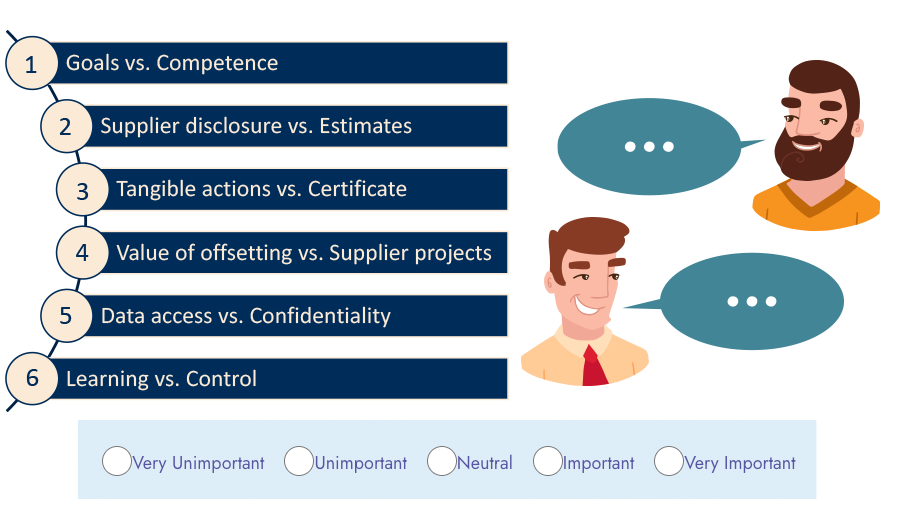 1 Goals vs. Competence
2 Supplier disclosure vs. Estimates
3 Tangible actions vs. Certificate
4 Value of offsetting vs. Supplier projects
5 Data access vs. Confidentiality
6 Learning vs. Control
Very Unimportant Unimportant Neutral Important Very Important